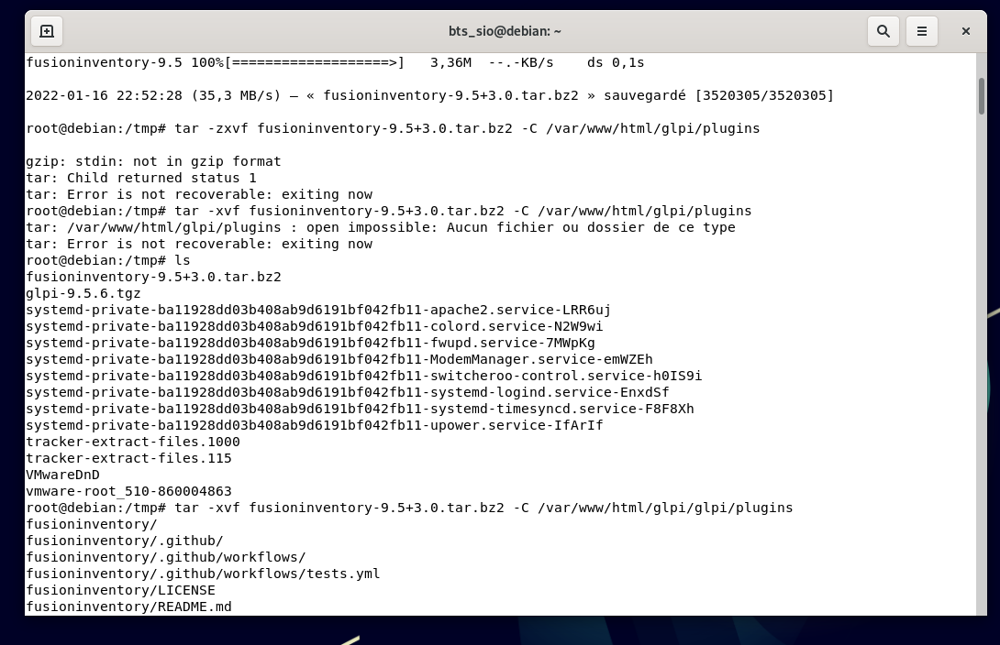 bts_sio@debian: ~
fusioninventory-9.5 100%[===================>]   3,36M  --.-KB/s    ds 0,1s
2022-01-16 22:52:28 (35,3 MB/s) — « fusioninventory-9.5+3.0.tar.bz2 » sauvegardé [3520305/3520305]
root@debian:/tmp# tar -zxvf fusioninventory-9.5+3.0.tar.bz2 -C /var/www/html/glpi/plugins
gzip: stdin: not in gzip format
tar: Child returned status 1
tar: Error is not recoverable: exiting now
root@debian:/tmp# tar -xvf fusioninventory-9.5+3.0.tar.bz2 -C /var/www/html/glpi/plugins
tar: /var/www/html/glpi/plugins : open impossible: Aucun fichier ou dossier de ce type
tar: Error is not recoverable: exiting now
root@debian:/tmp# ls
fusioninventory-9.5+3.0.tar.bz2
glpi-9.5.6.tgz
systemd-private-ba11928dd03b408ab9d6191bf042fb11-apache2.service-LRR6uj
systemd-private-ba11928dd03b408ab9d6191bf042fb11-colord.service-N2W9wi
systemd-private-ba11928dd03b408ab9d6191bf042fb11-fwupd.service-7MWpKg
systemd-private-ba11928dd03b408ab9d6191bf042fb11-ModemManager.service-emWZEh
systemd-private-ba11928dd03b408ab9d6191bf042fb11-switcheroo-control.service-h0IS9i
systemd-private-ba11928dd03b408ab9d6191bf042fb11-systemd-logind.service-EnxdSf
systemd-private-ba11928dd03b408ab9d6191bf042fb11-systemd-timesyncd.service-F8F8Xh
systemd-private-ba11928dd03b408ab9d6191bf042fb11-upower.service-IfArIf
tracker-extract-files.1000
tracker-extract-files.115
VMwareDnD
vmware-root_510-860004863
root@debian:/tmp# tar -xvf fusioninventory-9.5+3.0.tar.bz2 -C /var/www/html/glpi/glpi/plugins
fusioninventory/
fusioninventory/.github/
fusioninventory/.github/workflows/
fusioninventory/.github/workflows/tests.yml
fusioninventory/LICENSE
fusioninventory/README.md